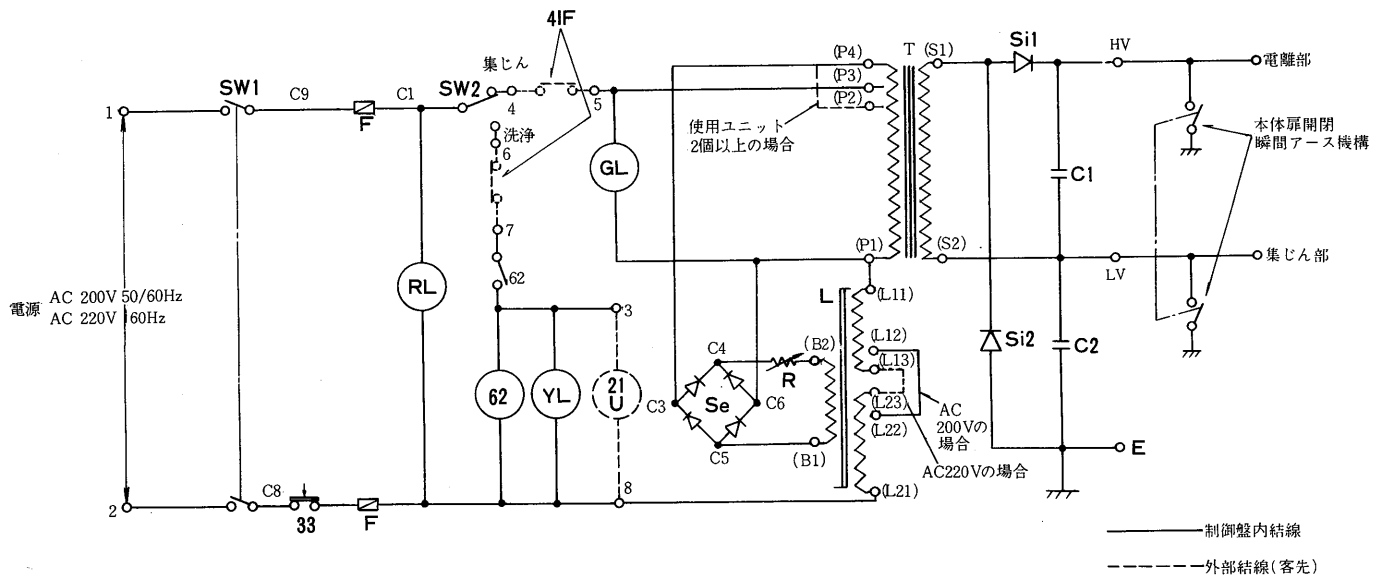 41F
集じん
SW1
C9
F
C1
SW2
4
5
洗浄
6
7
62
GL
RL
1
電源 AC 200V 50/60Hz
AC 220V 60Hz
2
C8
33
F
62
YL
21
U
3
8
(P4)
(P3)
(P2)
使用ユニット
2個以上の場合
(P1)
T
(S1)
(S2)
Si1
HV
電離部
本体扉開閉
瞬間アース機構
C1
LV
集じん部
Si2
C2
E
L
(L11)
(L12)
(L13)
(L23)
(L22)
(L21)
AC
200Vの
場合
AC220Vの場合
C4
R
(B2)
C3
Se
C6
C5
(B1)
制御盤内結線
外部結線(客先)